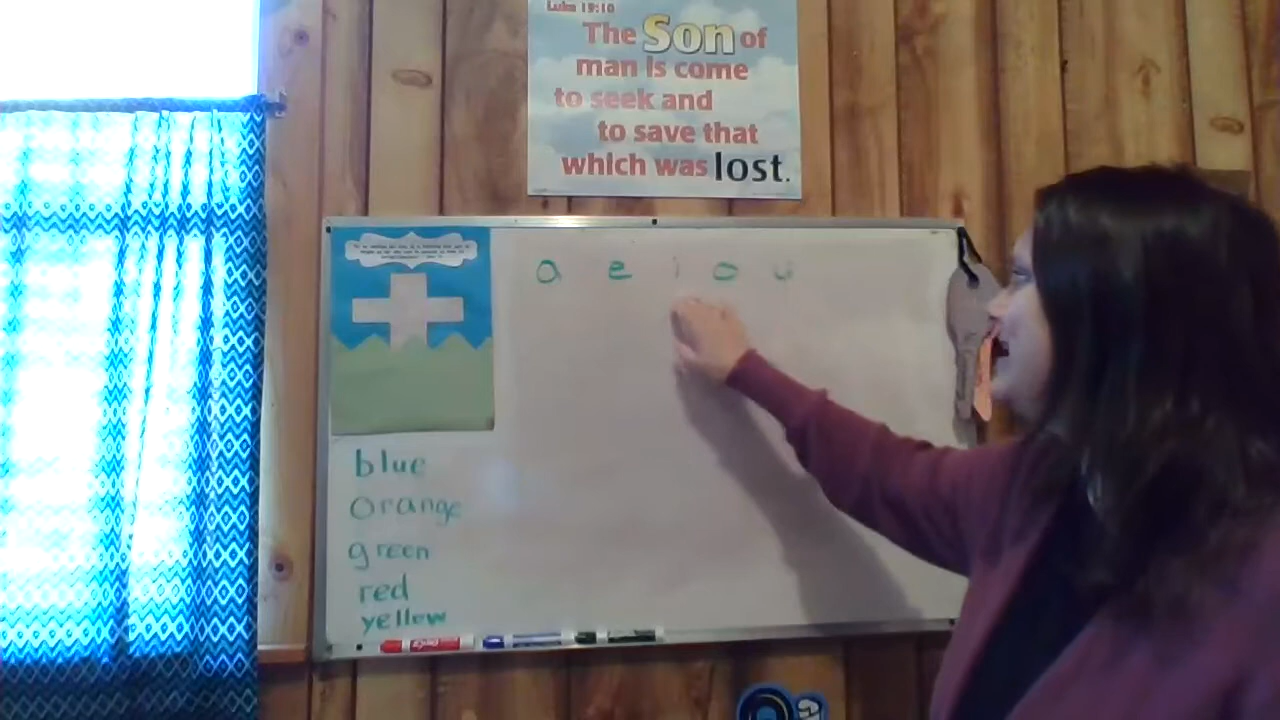 Luke 19:10
The Son of
man is come
to seek and
to save that
which was lost.
a e i o u
blue
orange
green
red
yellow
EXPO